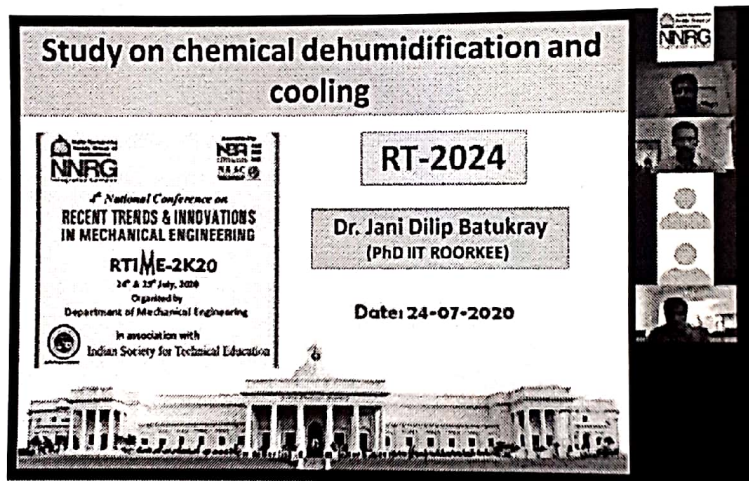 Study on chemical dehumidification and
cooling
NNRG
NBA
NAAC
4th National Conference on
RECENT TRENDS & INNOVATIONS
IN MECHANICAL ENGINEERING
RTIME-2K20
24th & 25th July, 2020
Organized by
Department of Mechanical Engineering
In association with
Indian Society for Technical Education
RT-2024
Dr. Jani Dilip Batukray
(PhD IIT ROORKEE)
Date: 24-07-2020
NNRG